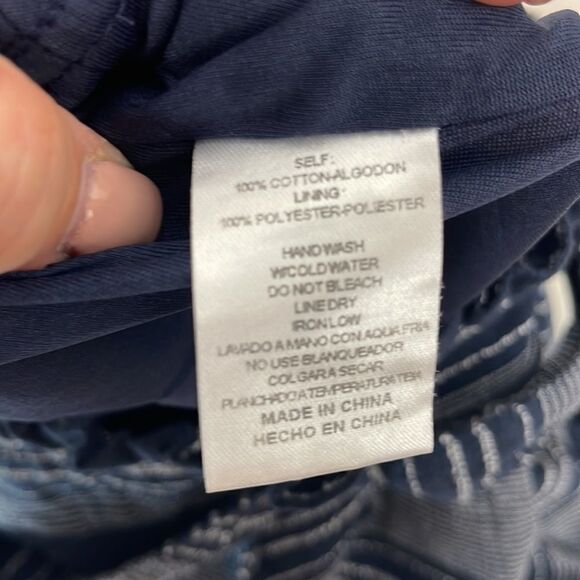 SELF:
100% COTTON-ALGODON
LINING:
100% POLYESTER-POLIESTER
HAND WASH
W/COLD WATER
DO NOT BLEACH
LINE DRY
IRON LOW
LAVADO A MANO CON AQUA FRIA
NO USE BLANQUEADOR
COLGAR A SECAR
PLANCHADO A TEMPERATURA
MADE IN CHINA
HECHO EN CHINA